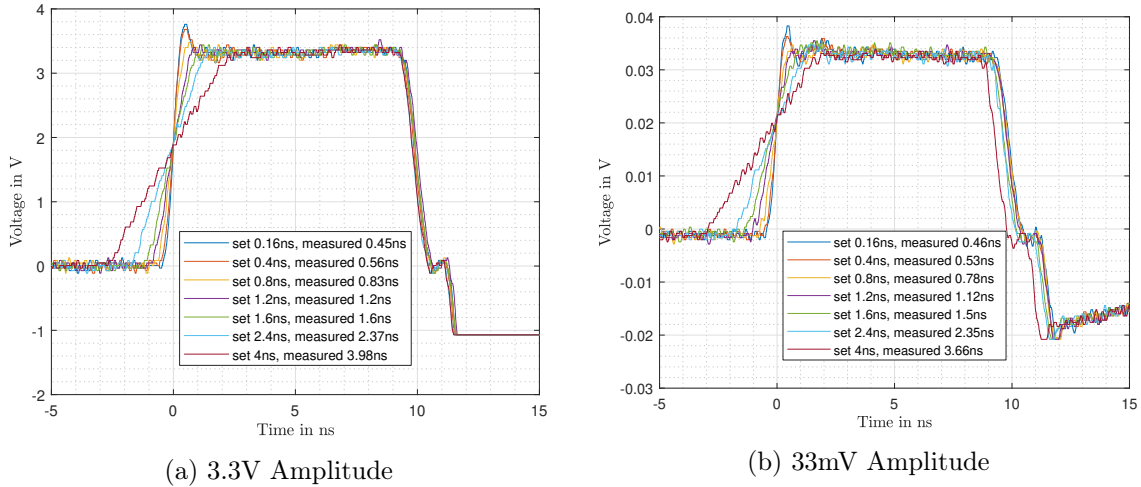 4
3
2
1
0
-1
-2
-5
0
5
10
15
Voltage in V
Time in ns
set 0.16ns, measured 0.45ns
set 0.4ns, measured 0.56ns
set 0.8ns, measured 0.83ns
set 1.2ns, measured 1.2ns
set 1.6ns, measured 1.6ns
set 2.4ns, measured 2.37ns
set 4ns, measured 3.98ns
(a) 3.3V Amplitude
0.04
0.03
0.02
0.01
0
-0.01
-0.02
-0.03
-5
0
5
10
15
Voltage in V
Time in ns
set 0.16ns, measured 0.46ns
set 0.4ns, measured 0.53ns
set 0.8ns, measured 0.78ns
set 1.2ns, measured 1.12ns
set 1.6ns, measured 1.5ns
set 2.4ns, measured 2.35ns
set 4ns, measured 3.66ns
(b) 33mV Amplitude